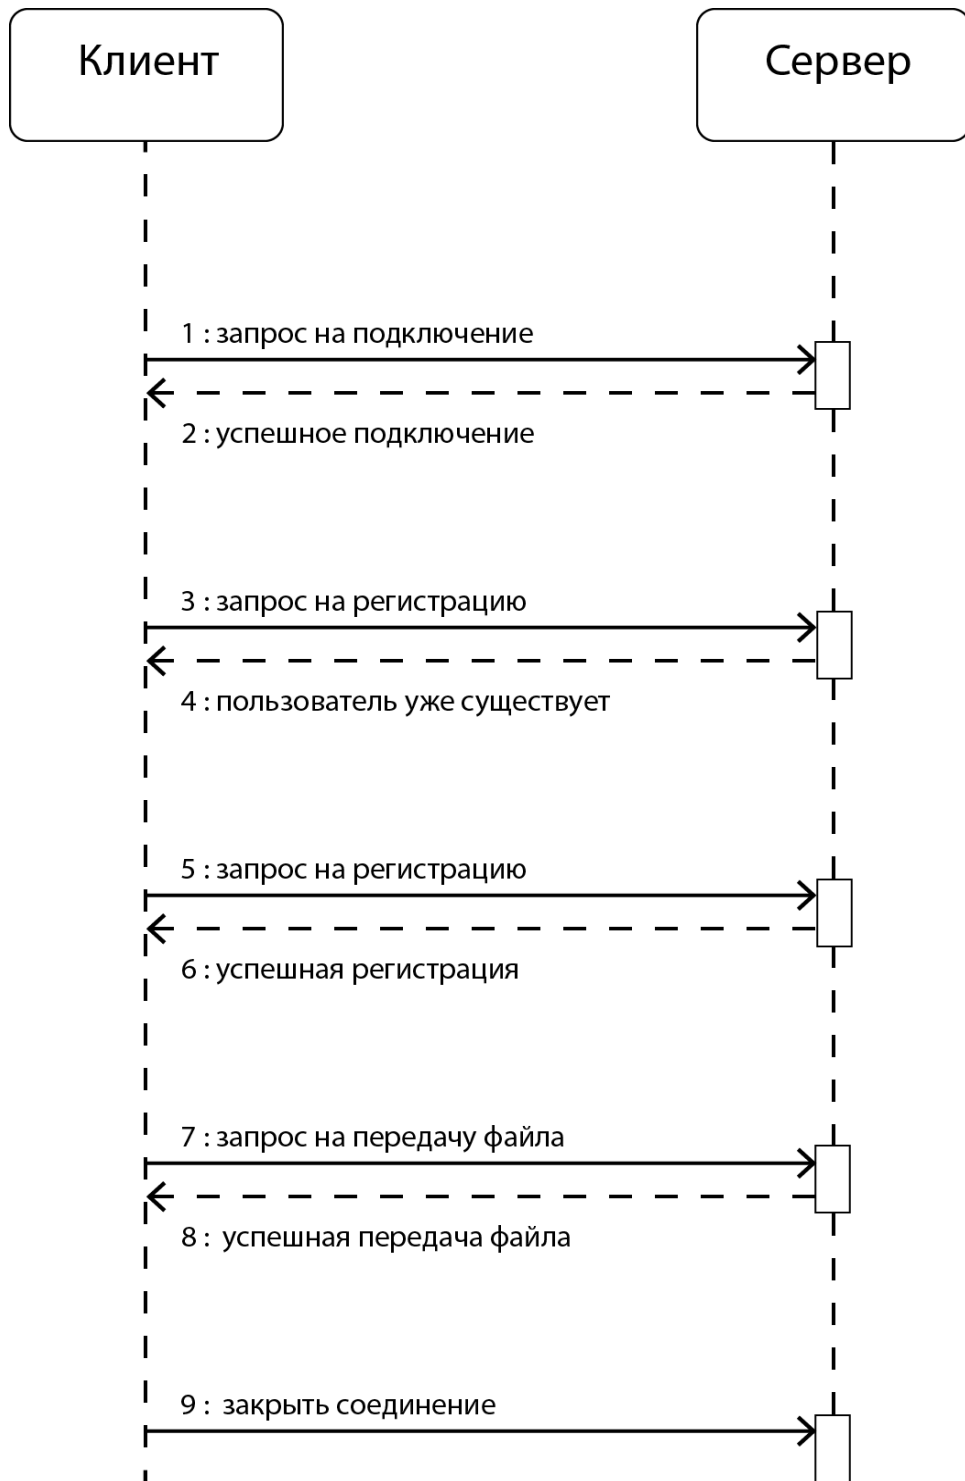 Клиент
Сервер
1 : запрос на подключение
2 : успешное подключение
3 : запрос на регистрацию
4 : пользователь уже существует
5 : запрос на регистрацию
6 : успешная регистрация
7 : запрос на передачу файла
8 :  успешная передача файла
9 :  закрыть соединение